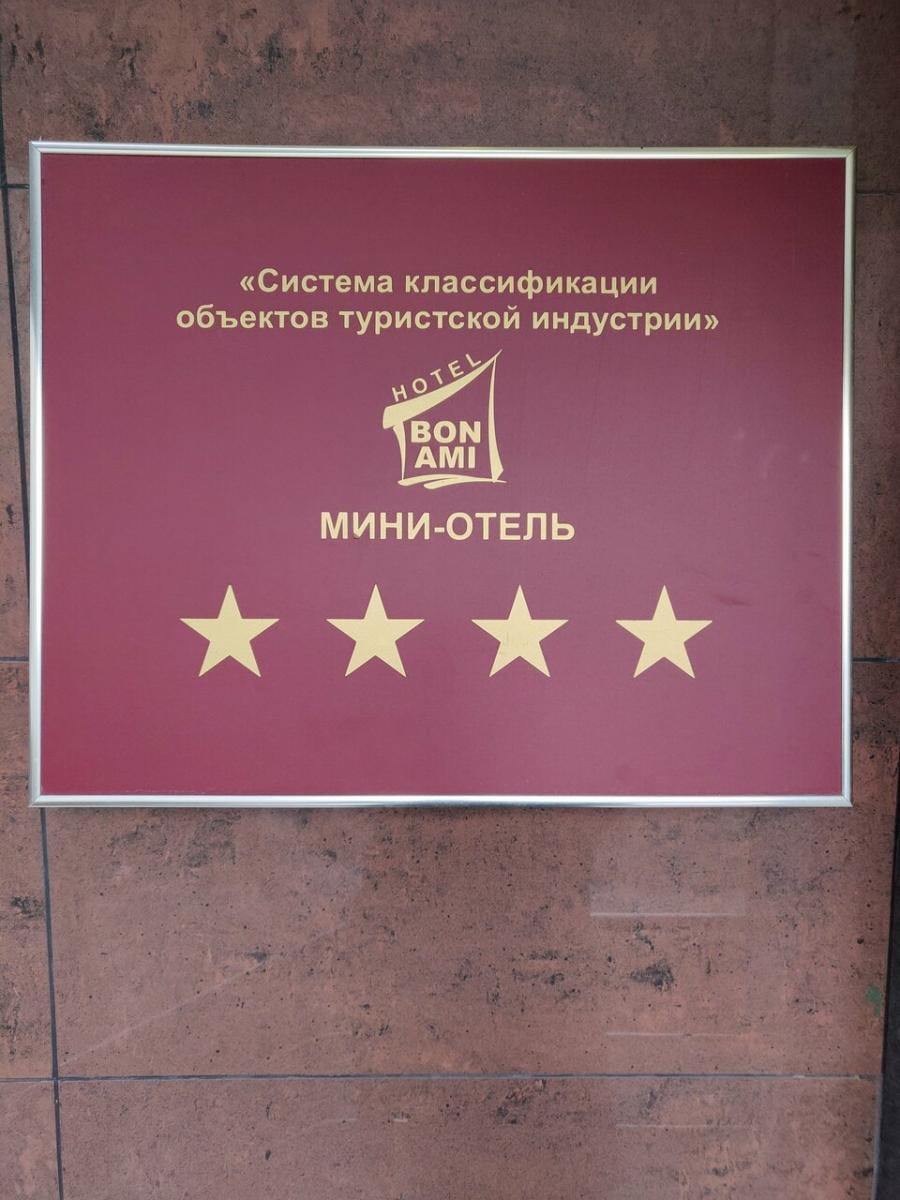 «Система классификации
объектов туристской индустрии»
HOTEL
BON
AMI
МИНИ-ОТЕЛЬ